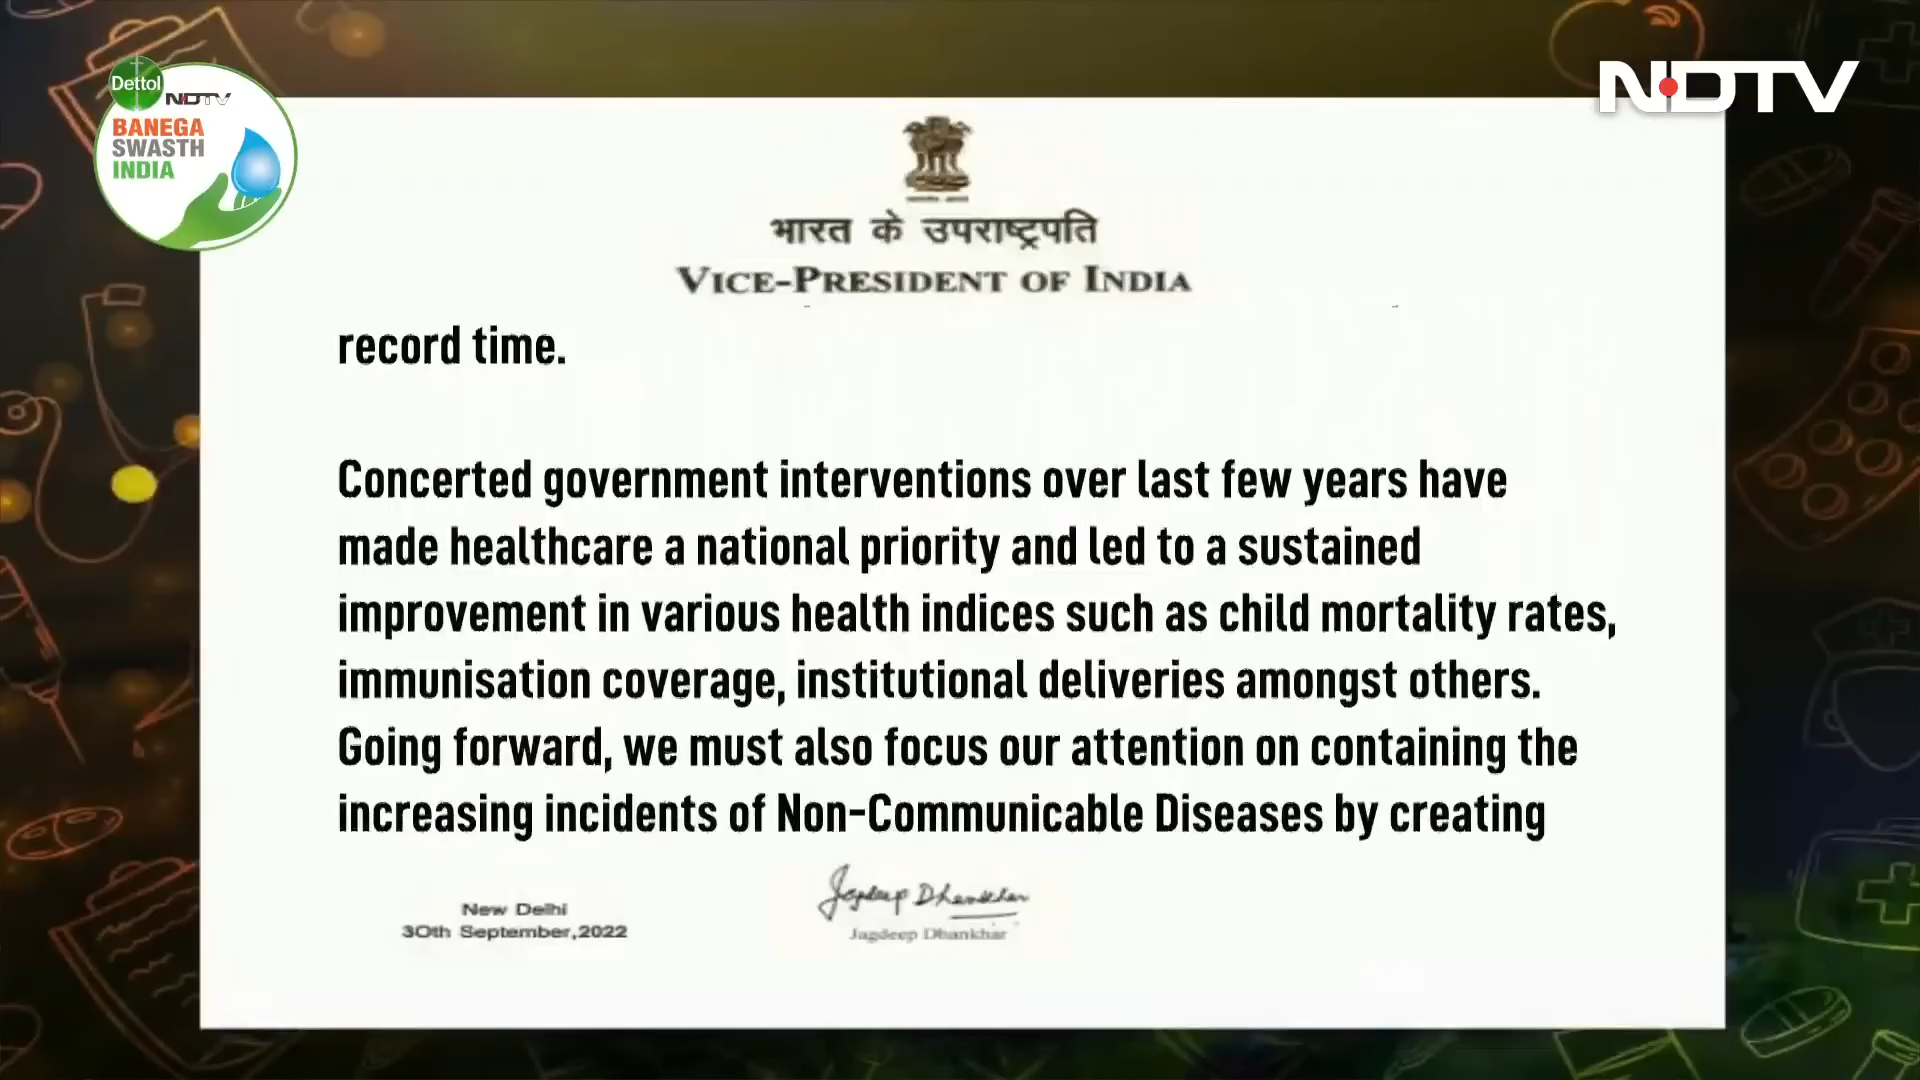 Dettol
NDTV
BANEGA
SWASTH
INDIA
NDTV
भारत के उपराष्ट्रपति
VICE-PRESIDENT OF INDIA
record time.
Concerted government interventions over last few years have
made healthcare a national priority and led to a sustained
improvement in various health indices such as child mortality rates,
immunisation coverage, institutional deliveries amongst others.
Going forward, we must also focus our attention on containing the
increasing incidents of Non-Communicable Diseases by creating
New Delhi
30th September,2022
Jagdeep Dhankhar
Jagdeep Dhankhar